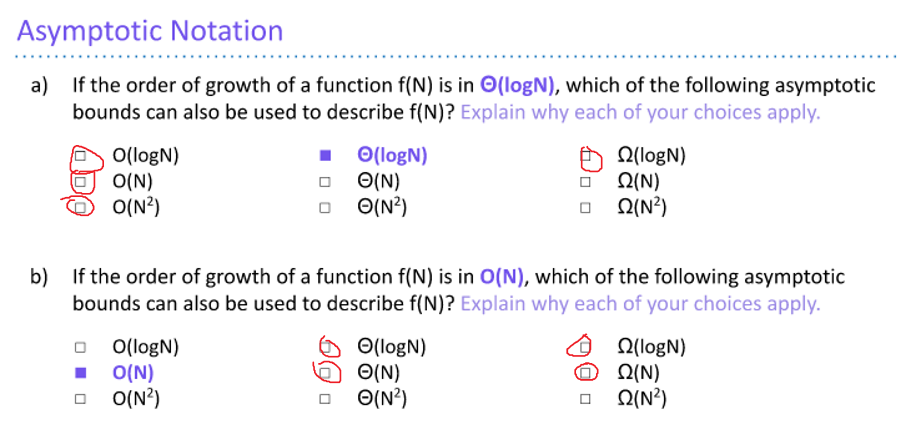 Asymptotic Notation
a) If the order of growth of a function f(N) is in Θ(logN), which of the following asymptotic
bounds can also be used to describe f(N)? Explain why each of your choices apply.
O(logN) Θ(logN) Ω(logN)
O(N) Θ(N) Ω(N)
O(N²) Θ(N²) Ω(N²)
b) If the order of growth of a function f(N) is in O(N), which of the following asymptotic
bounds can also be used to describe f(N)? Explain why each of your choices apply.
O(logN) Θ(logN) Ω(logN)
O(N) Θ(N) Ω(N)
O(N²) Θ(N²) Ω(N²)